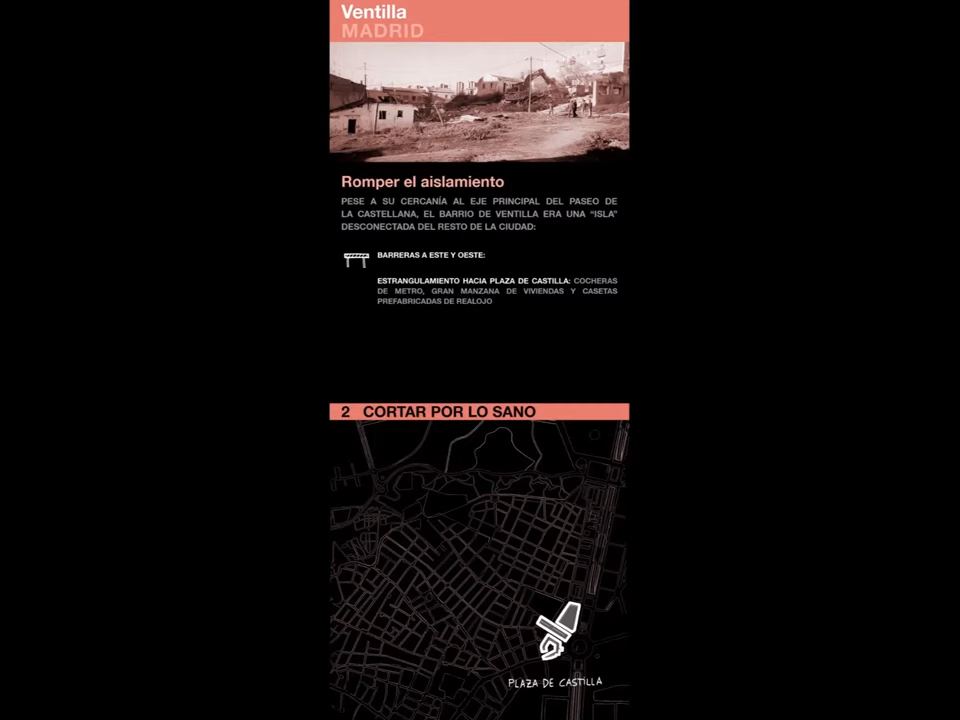 Ventilla
MADRID
Romper el aislamiento
PESE A SU CERCANÍA AL EJE PRINCIPAL DEL PASEO DE
LA CASTELLANA, EL BARRIO DE VENTILLA ERA UNA “ISLA”
DESCONECTADA DEL RESTO DE LA CIUDAD:
BARRERAS A ESTE Y OESTE:
ESTRANGULAMIENTO HACIA PLAZA DE CASTILLA: COCHERAS
DE METRO, GRAN MANZANA DE VIVIENDAS Y CASETAS
PREFABRICADAS DE REALOJO
2 CORTAR POR LO SANO
PLAZA DE CASTILLA